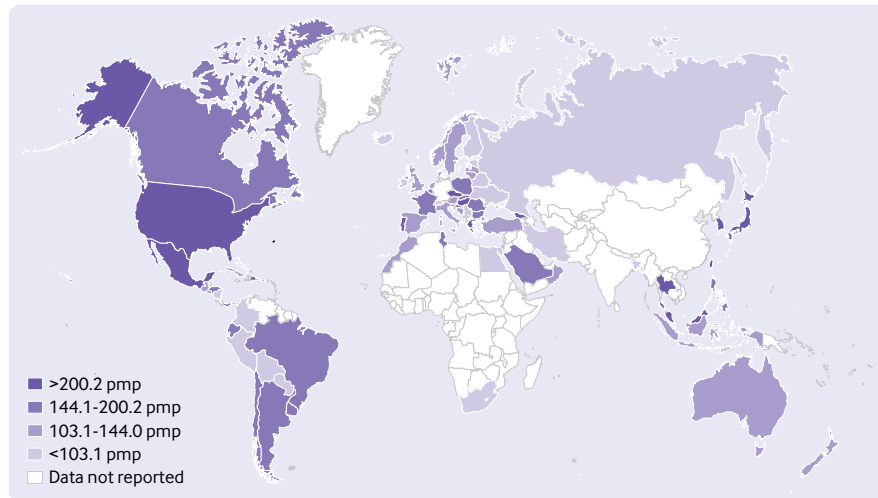 >200.2 pmp
144.1-200.2 pmp
103.1-144.0 pmp
<103.1 pmp
Data not reported